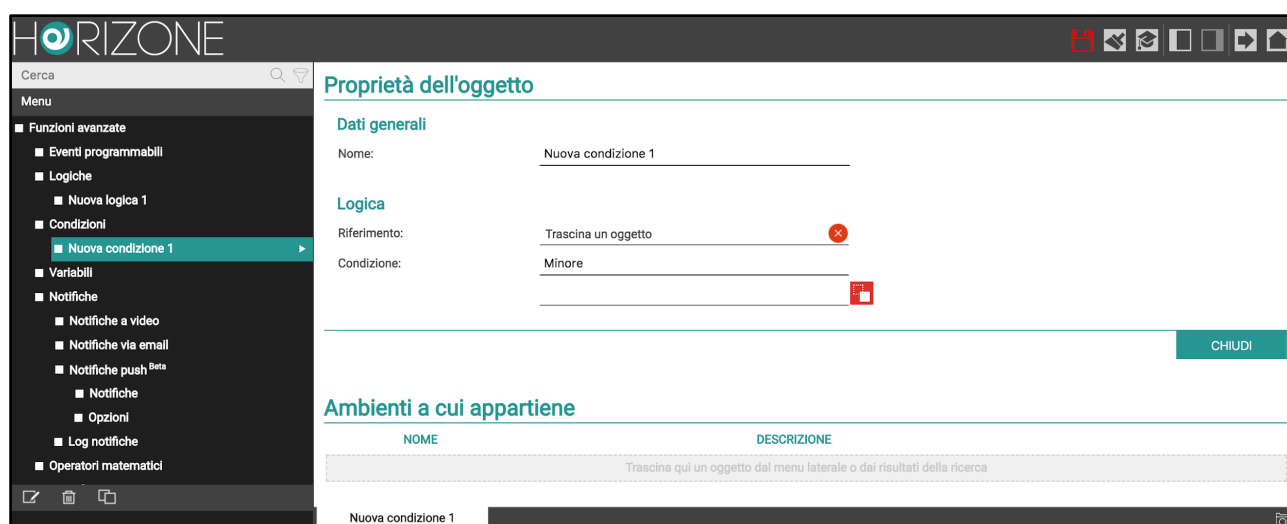 HORIZONE
Cerca
Menu
Funzioni avanzate
Eventi programmabili
Logiche
Nuova logica 1
Condizioni
Nuova condizione 1
Variabili
Notifiche
Notifiche a video
Notifiche via email
Notifiche push Beta
Notifiche
Opzioni
Log notifiche
Operatori matematici
Proprietà dell'oggetto
Dati generali
Nome: Nuova condizione 1
Logica
Riferimento: Trascina un oggetto
Condizione: Minore
CHIUDI
Ambienti a cui appartiene
NOME DESCRIZIONE
Trascina qui un oggetto dal menu laterale o dai risultati della ricerca
Nuova condizione 1